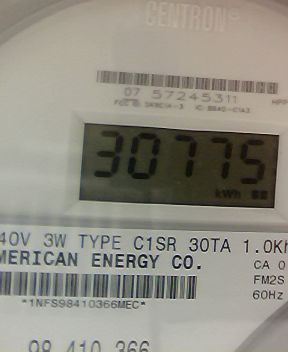 CENTRON®
07 57245311
30775
kWh
40V 3W TYPE C1SR 30TA 1.0Kh
MERICAN ENERGY CO.
CA 0
FM2S
60Hz
*1NFS98410366MEC*
98 410 366